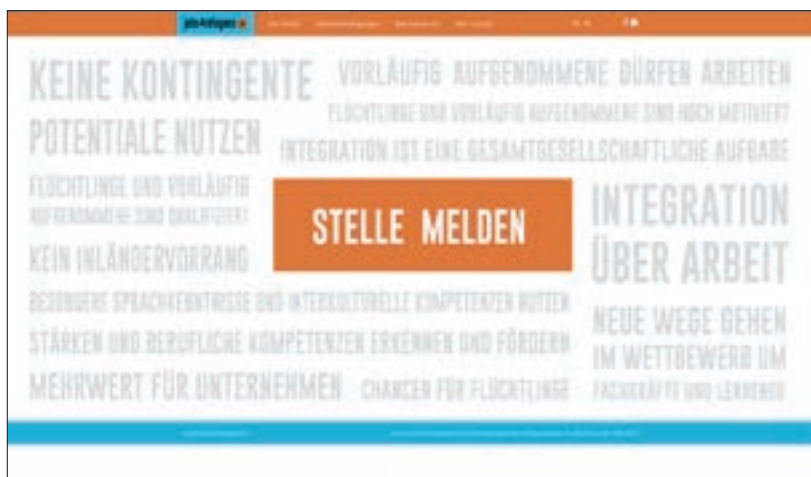 jobs4refugees
KEINE KONTINGENTE
VORLÄUFIG AUFGENOMMENE DÜRFEN ARBEITEN
FLÜCHTLINGE UND VORLÄUFIG AUFGENOMMENE SIND HOCH MOTIVIERT
POTENTIALE NUTZEN
INTEGRATION IST EINE GESAMTGESELLSCHAFTLICHE AUFGABE
FLÜCHTLINGE UND VORLÄUFIG
AUFGENOMMENE SIND QUALIFIZIERT
STELLE MELDEN
INTEGRATION
ÜBER ARBEIT
KEIN INLÄNDERVORRANG
BESONDERE SPRACHKENNTNISSE UND INTERKULTURELLE KOMPETENZEN NUTZEN
STÄRKEN UND BERUFLICHE KOMPETENZEN ERKENNEN UND FÖRDERN
MEHRWERT FÜR UNTERNEHMEN
CHANCEN FÜR FLÜCHTLINGE
NEUE WEGE GEHEN
IM WETTBEWERB UM
FACHKRÄFTE UND LERNENDE